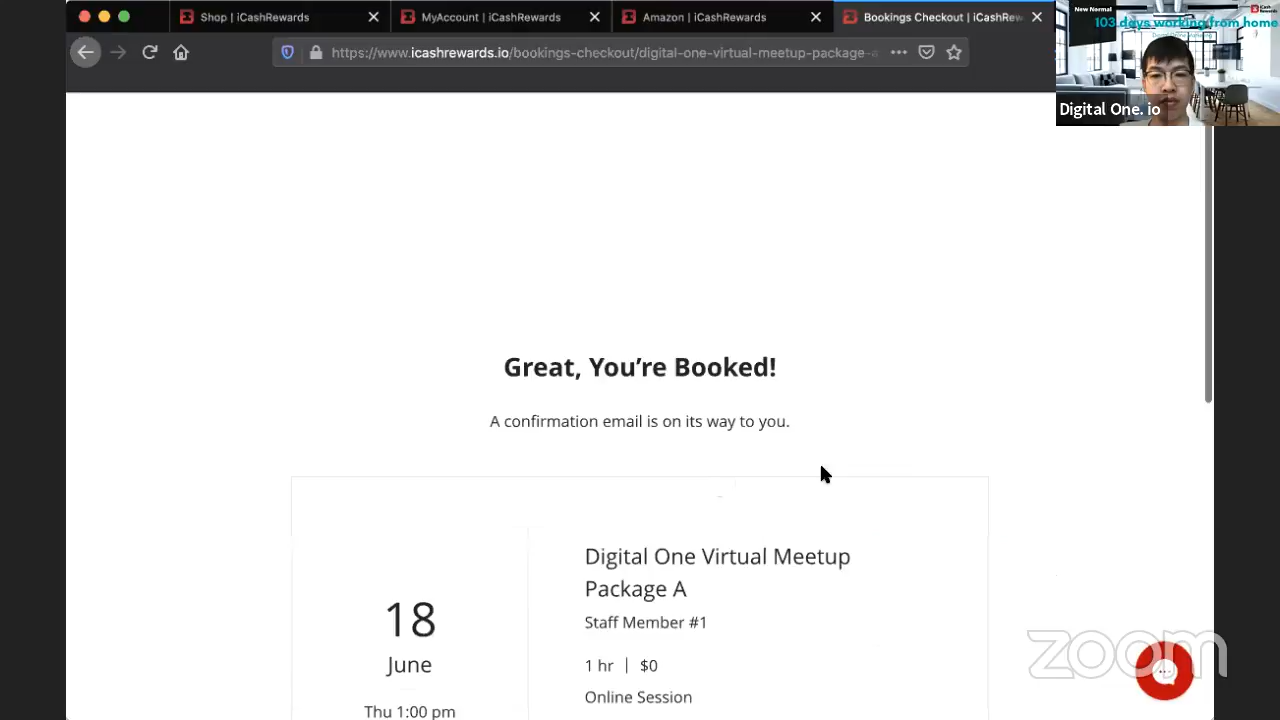 Shop | iCashRewards
MyAccount | iCashRewards
Amazon | iCashRewards
Bookings Checkout | iCashRew
https://www.icashrewards.io/bookings-checkout/digital-one-virtual-meetup-package-a
New Normal
103 days working from home
Digital One. io
Great, You're Booked!
A confirmation email is on its way to you.
18
June
Thu 1:00 pm
Digital One Virtual Meetup
Package A
Staff Member #1
1 hr | $0
Online Session
zoom